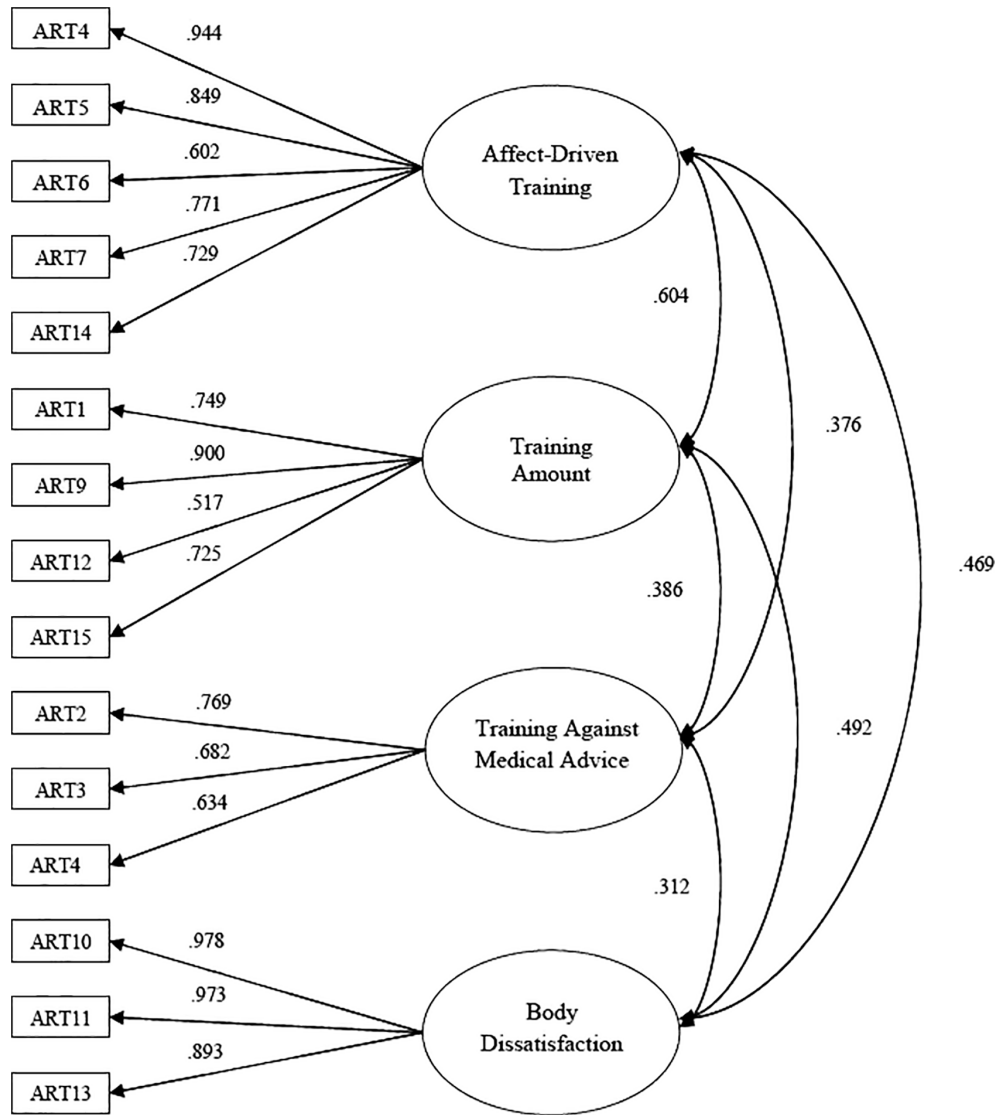 ART4
.944
ART5
.849
ART6
.602
ART7
.771
ART14
.729
Affect-Driven
Training
.604
ART1
.749
ART9
.900
ART12
.517
ART15
.725
Training
Amount
.376
.469
.386
ART2
.769
ART3
.682
ART4
.634
Training Against
Medical Advice
.492
.312
ART10
.978
ART11
.973
ART13
.893
Body
Dissatisfaction